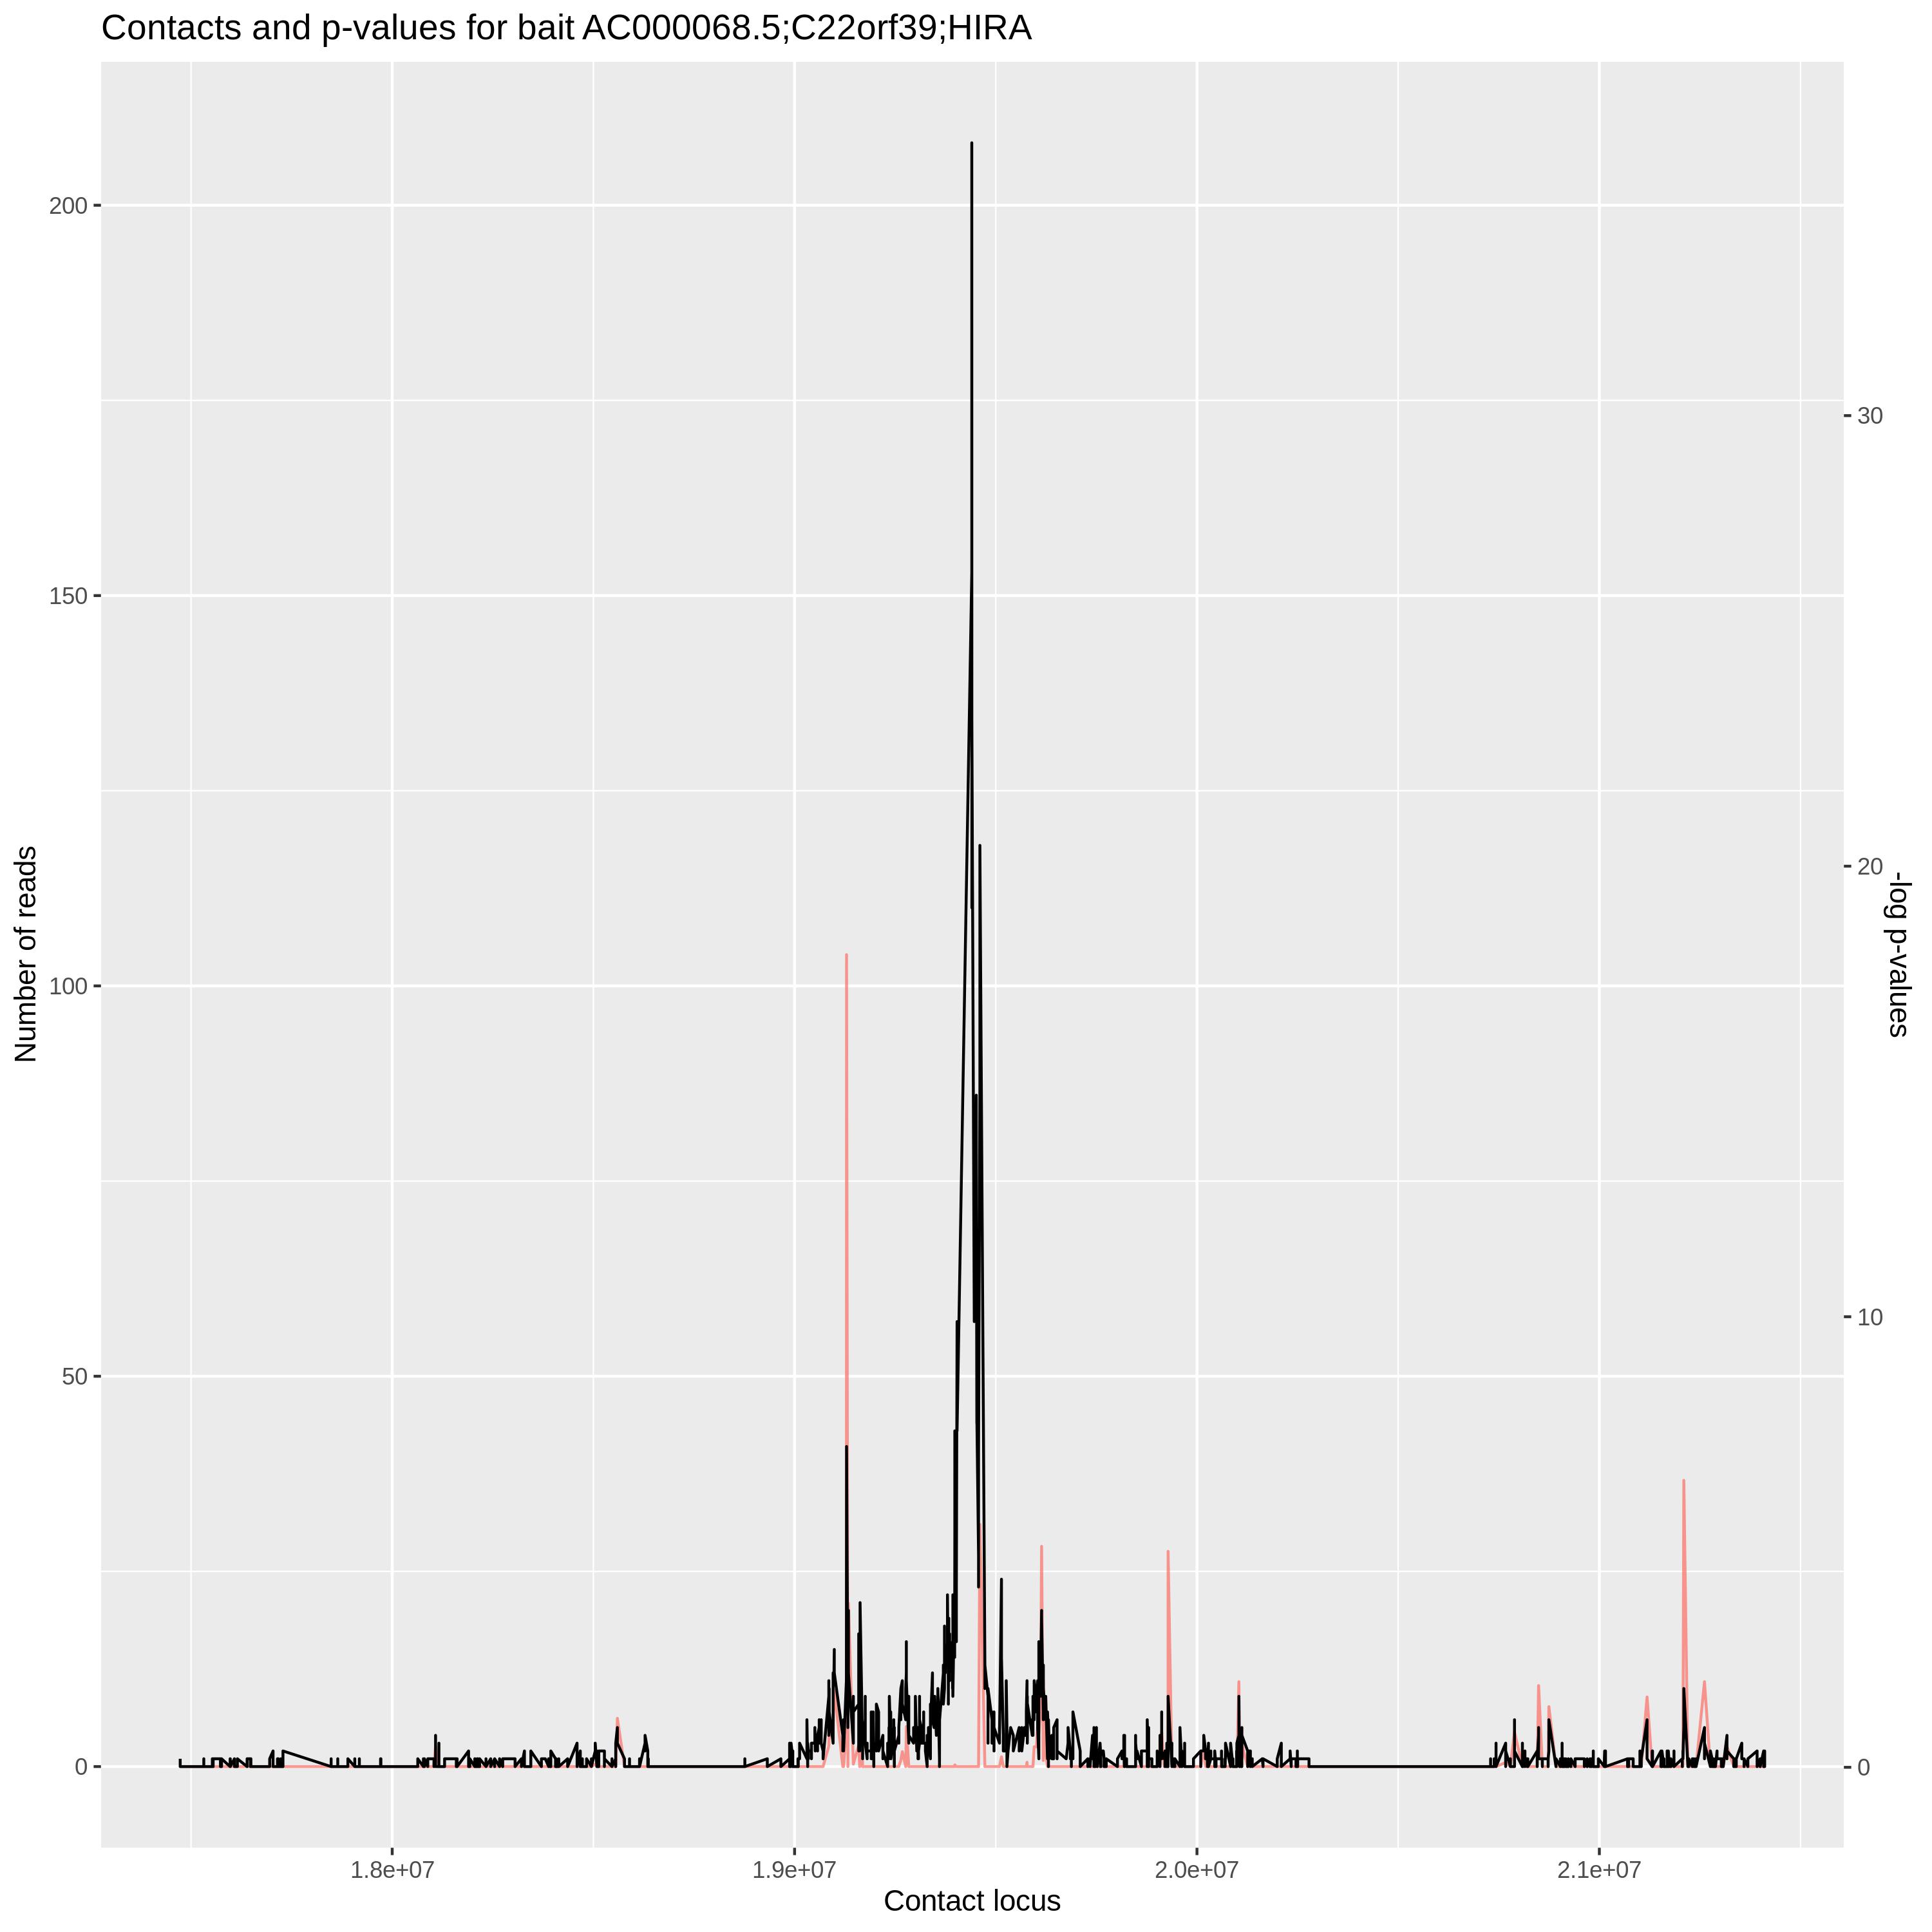 Contacts and p-values for bait AC000068.5;C22orf39;HIRA
200
150
100
50
0
Number of reads
30
20
10
0
-log p-values
1.8e+07
1.9e+07
2.0e+07
2.1e+07
Contact locus